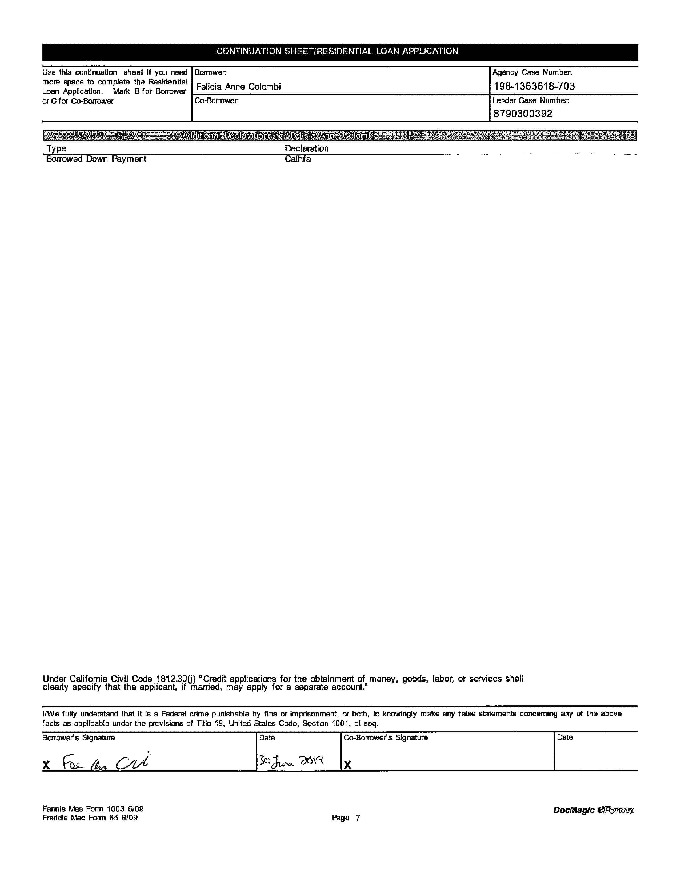 CONTINUATION SHEET/RESIDENTIAL LOAN APPLICATION
Use this continuation sheet if you need
more space to complete the Residential
Loan Application. Mark B for Borrower
or C for Co-Borrower
Borrower:
Felicia Anne Colombi
Co-Borrower:
Agency Case Number:
198-1363618-703
Lender Case Number:
8790300392
Type
Declaration
Borrowed Down Payment
CalHfa
Under California Civil Code 1812.30(j) "Credit applications for the obtainment of money, goods, labor, or services shall
clearly specify that the applicant, if married, may apply for a separate account."
I/We fully understand that it is a Federal crime punishable by fine or imprisonment, or both, to knowingly make any false statements concerning any of the above
facts as applicable under the provisions of Title 18, United States Code, Section 1001, et seq.
Borrower's Signature
Date
Co-Borrower's Signature
Date
X
30 June 2019
X
Fannie Mae Form 1003 6/09
Freddie Mac Form 65 6/09
Page 7
DocMagic